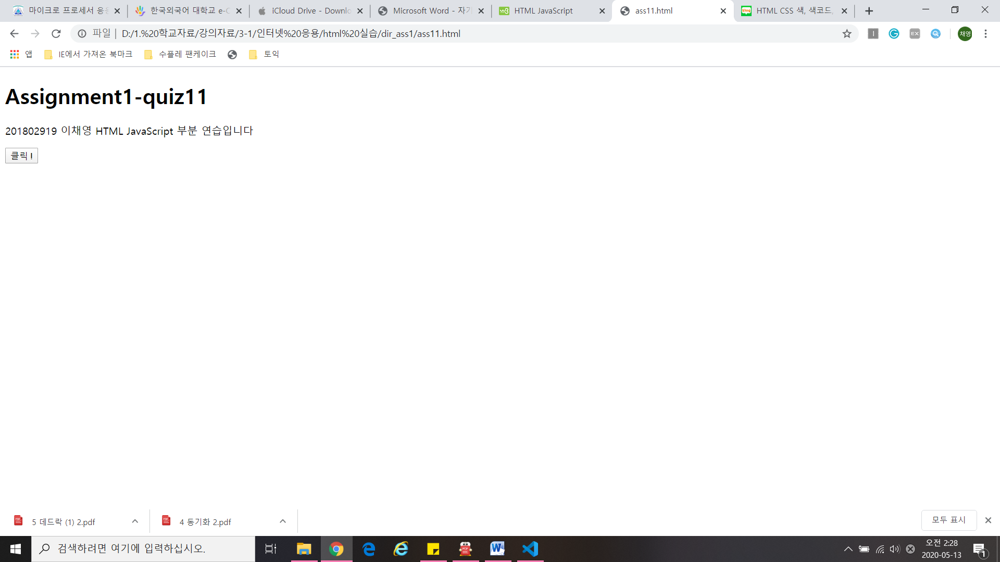 마이크로 프로세서 응용
한국외국어 대학교 e-C
iCloud Drive - Downlo
Microsoft Word - 자기
HTML JavaScript
ass11.html
HTML CSS 색, 색코드,
파일 | D:/1.%20학교자료/강의자료/3-1/인터넷%20응용/html%20실습/dir_ass1/ass11.html
EX
채영
앱
IE에서 가져온 북마크
수플레 팬케이크
토익
Assignment1-quiz11
201802919 이채영 HTML JavaScript 부분 연습입니다
클릭 !
5 데드락 (1) 2.pdf
4 동기화 2.pdf
모두 표시
검색하려면 여기에 입력하십시오.
오전 2:28
2020-05-13
1